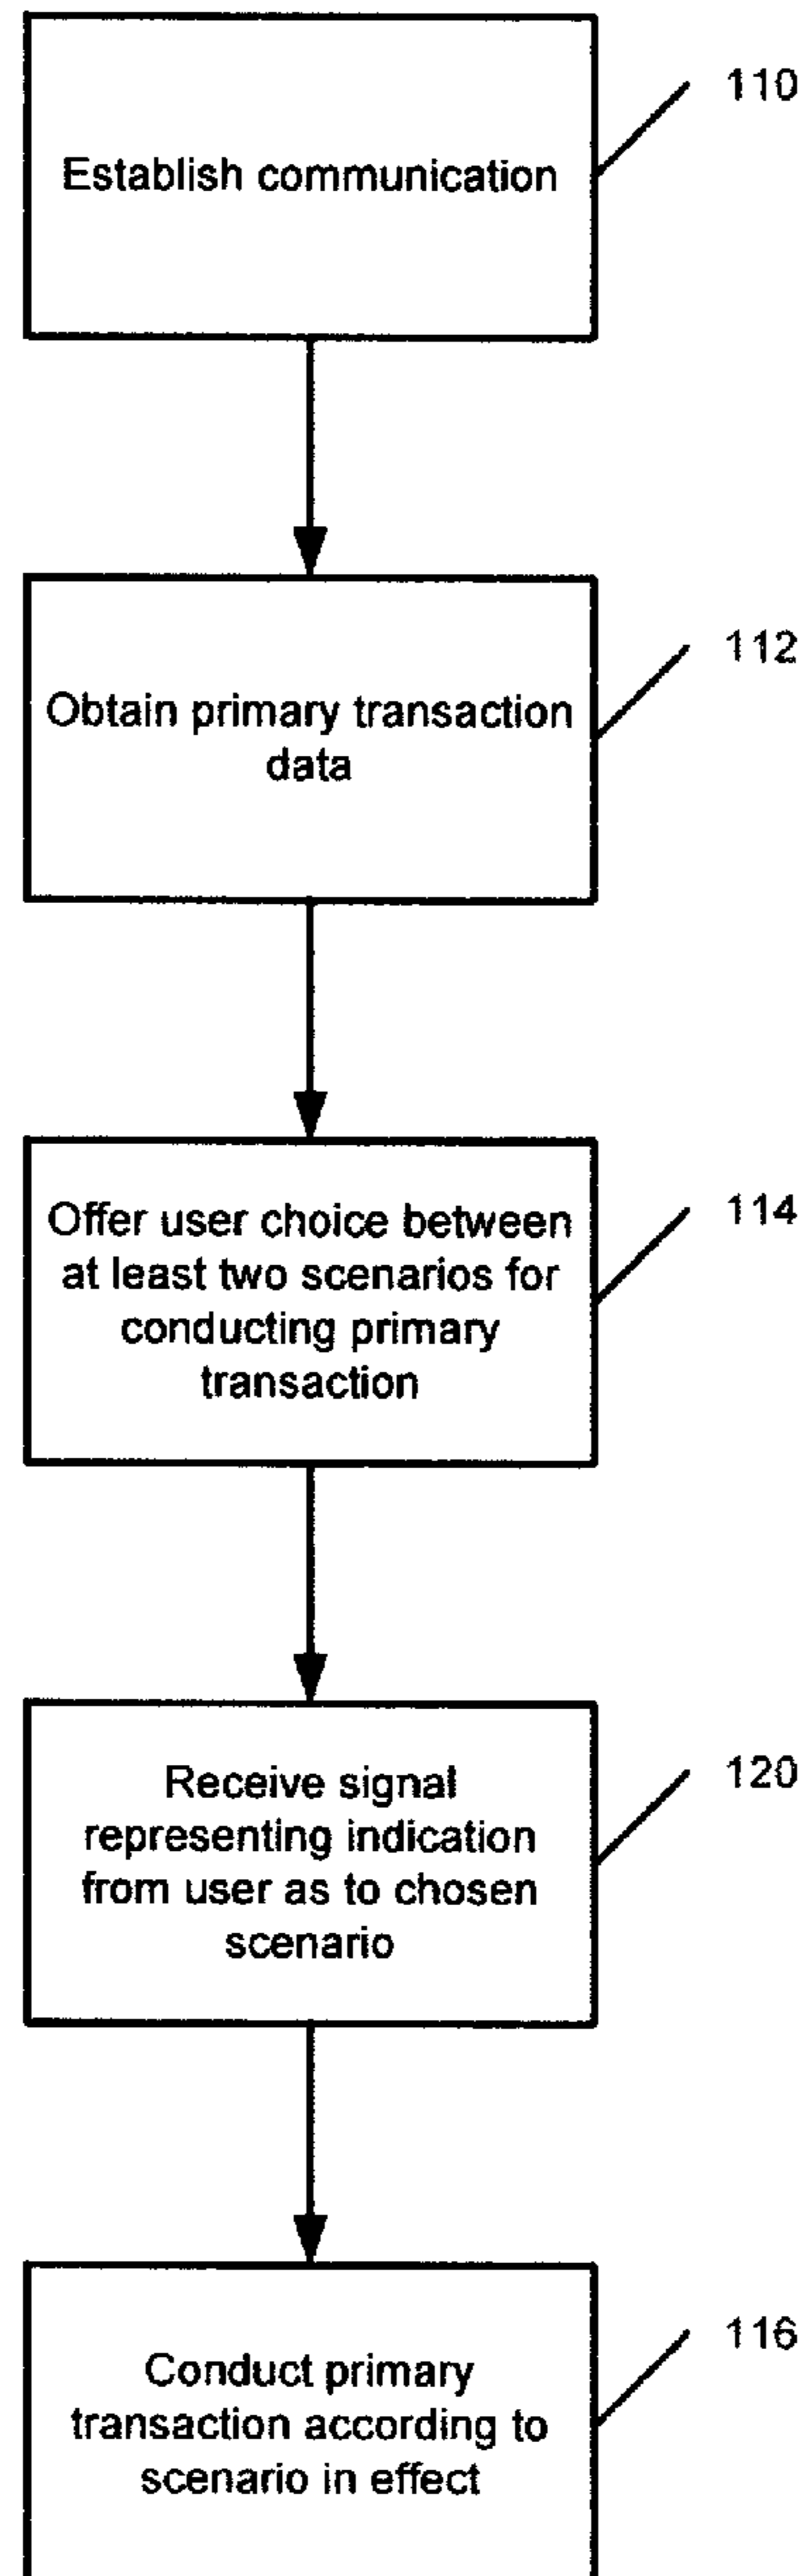 110
Establish communication
112
Obtain primary transaction
data
114
Offer user choice between
at least two scenarios for
conducting primary
transaction
120
Receive signal
representing indication
from user as to chosen
scenario
116
Conduct primary
transaction according to
scenario in effect